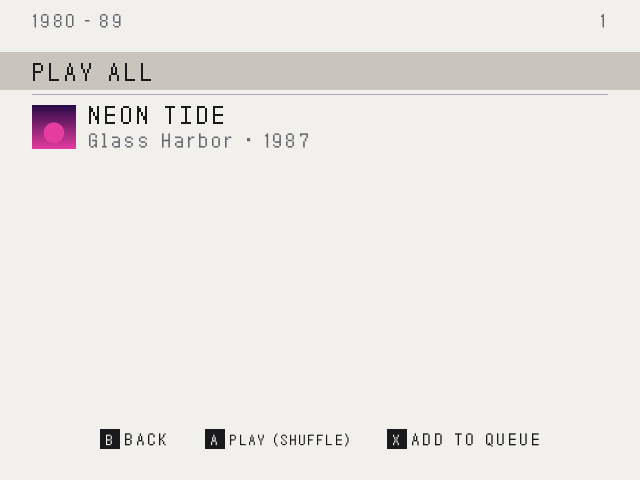 1980 - 89 1
PLAY ALL
NEON TIDE
Glass Harbor · 1987
B BACK A PLAY (SHUFFLE) X ADD TO QUEUE